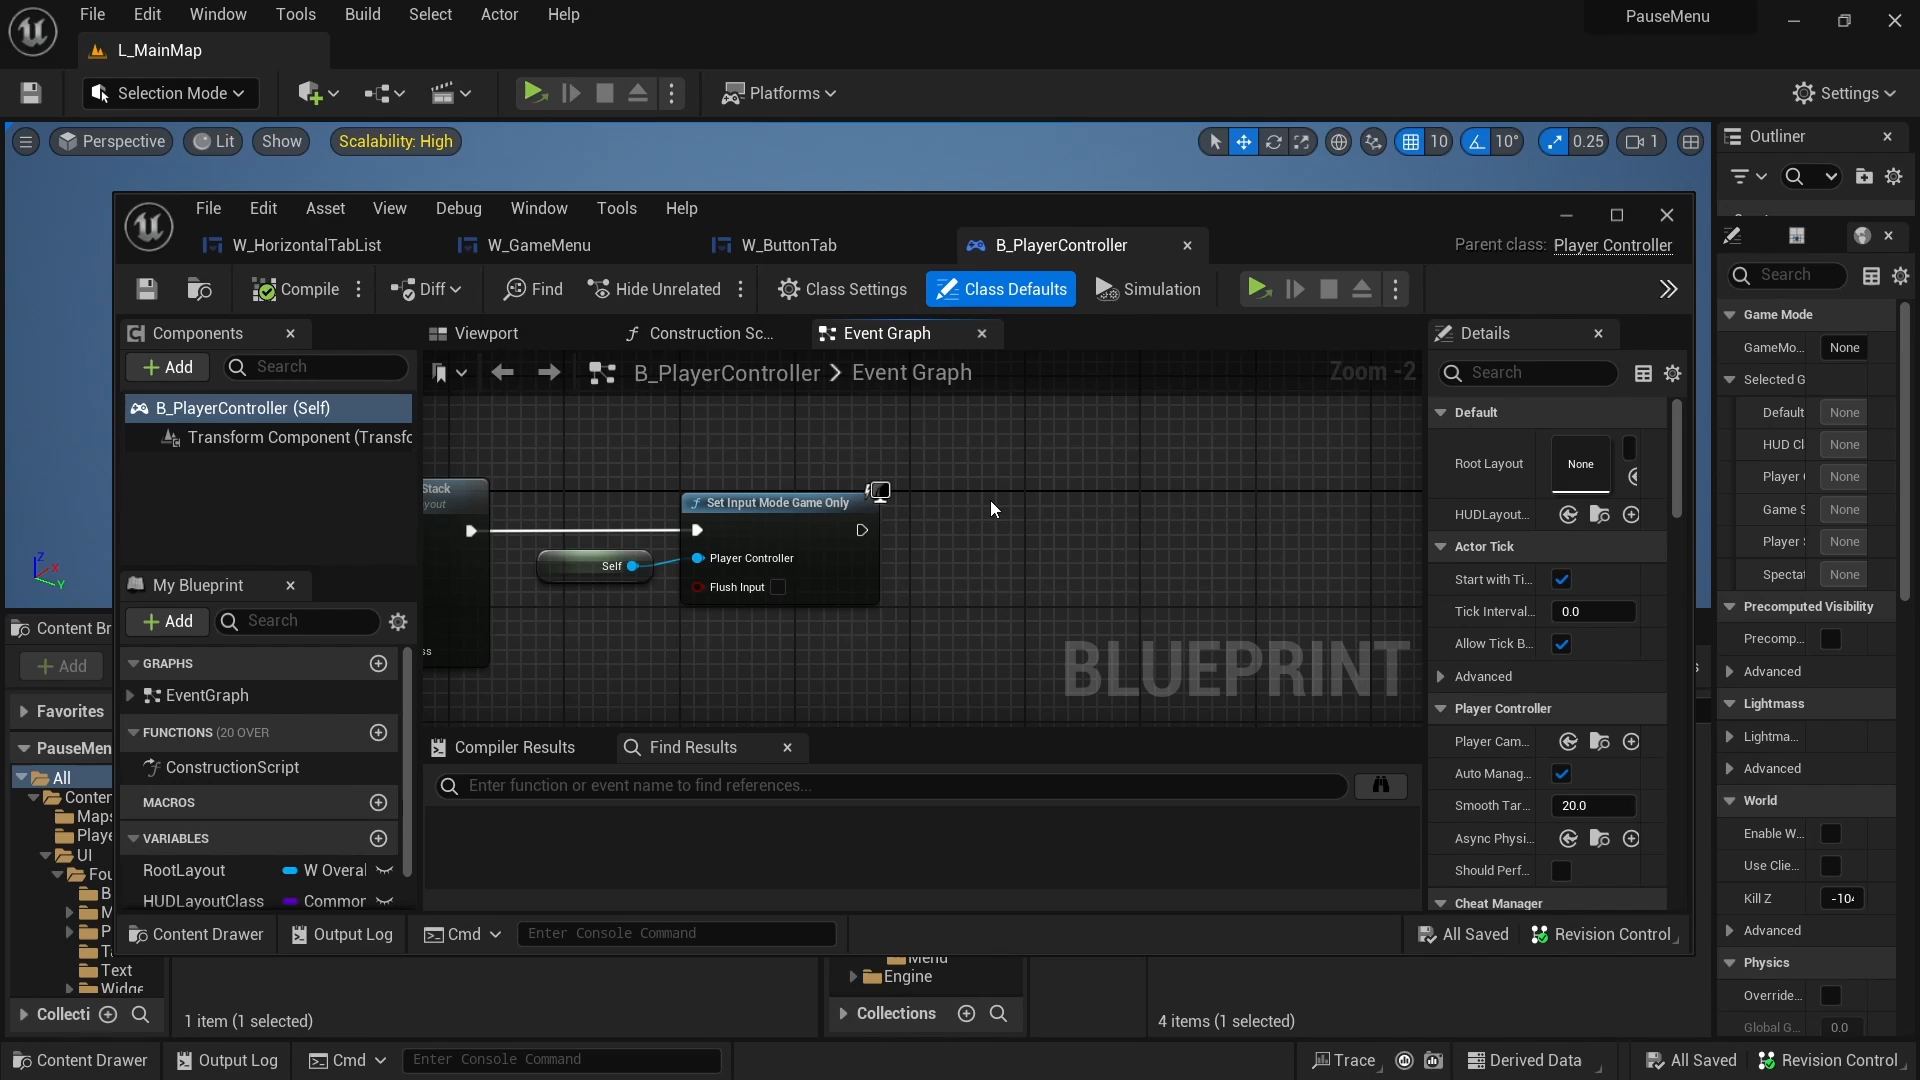 File Edit Window Tools Build Select Actor Help
PauseMenu
L_MainMap
Selection Mode
Platforms
Settings
Perspective
Lit
Show
Scalability: High
10
10°
0.25
1
Outliner
File Edit Asset View Debug Window Tools Help
W_HorizontalTabList
W_GameMenu
W_ButtonTab
B_PlayerController
Parent class: Player Controller
Compile
Diff
Find
Hide Unrelated
Class Settings
Class Defaults
Simulation
Search
Components
Add
Search
B_PlayerController (Self)
Transform Component (Transfo
Viewport
Construction Sc...
Event Graph
B_PlayerController > Event Graph
Zoom -2
Stack
yout
Set Input Mode Game Only
Self
Player Controller
Flush Input
ss
BLUEPRINT
Details
Search
Default
Root Layout
None
HUDLayout...
Actor Tick
Start with Ti...
Tick Interval...
0.0
Allow Tick B...
Advanced
Player Controller
Player Cam...
Auto Manag...
Smooth Tar...
20.0
Async Physi...
Should Perf...
Cheat Manager
My Blueprint
Add
Search
GRAPHS
EventGraph
FUNCTIONS (20 OVER
ConstructionScript
MACROS
VARIABLES
RootLayout
W Overal
HUDLayoutClass
Common
Compiler Results
Find Results
Enter function or event name to find references...
Content Drawer
Output Log
Cmd
Enter Console Command
All Saved
Revision Control
Game Mode
GameMo...
None
Selected G
Default
None
HUD Cl
None
Player
None
Game S
None
Player
None
Spectat
None
Precomputed Visibility
Precomp...
Advanced
Lightmass
Lightma...
Advanced
World
Enable W...
Use Clie...
Kill Z
-104
Advanced
Physics
Override...
Global G...
0.0
Content Br
Add
Favorites
PauseMen
All
Conten
Maps
Playe
UI
Fou
B
M
P
Ta
Text
Widge
Collecti
1 item (1 selected)
Menu
Engine
Collections
4 items (1 selected)
Content Drawer
Output Log
Cmd
Enter Console Command
Trace
Derived Data
All Saved
Revision Control